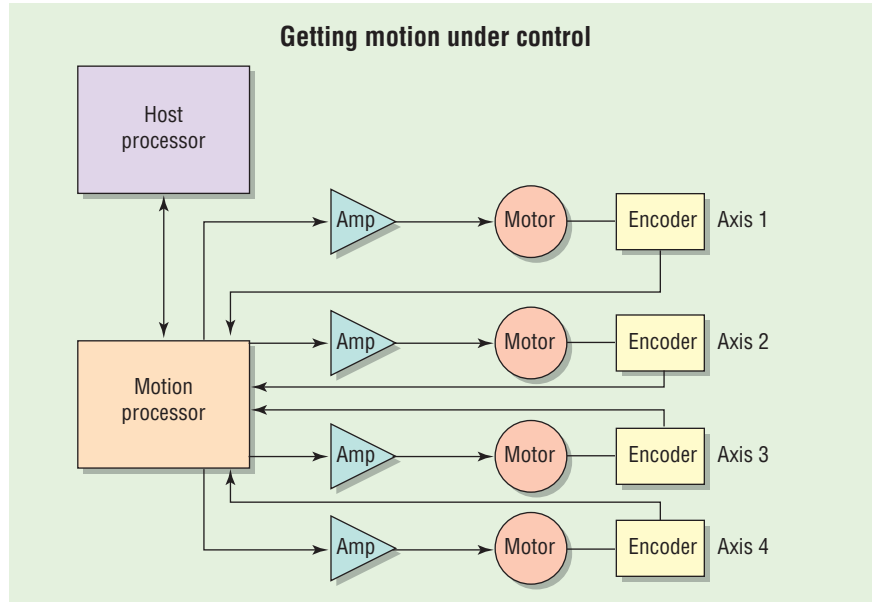 Getting motion under control
Host
processor
Amp
Motor
Encoder
Axis 1
Amp
Motor
Encoder
Axis 2
Motion
processor
Amp
Motor
Encoder
Axis 3
Amp
Motor
Encoder
Axis 4